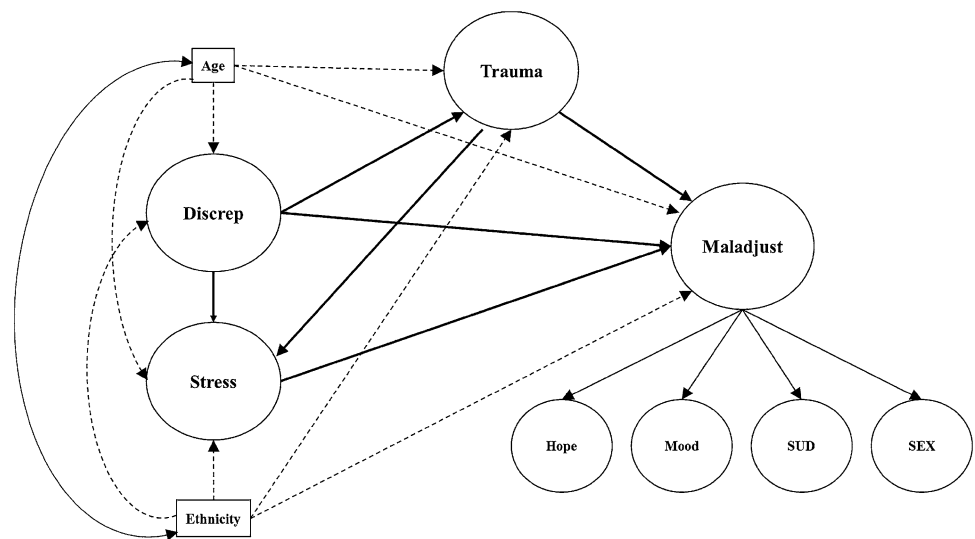 Age
Trauma
Discrep
Maladjust
Stress
Hope
Mood
SUD
SEX
Ethnicity